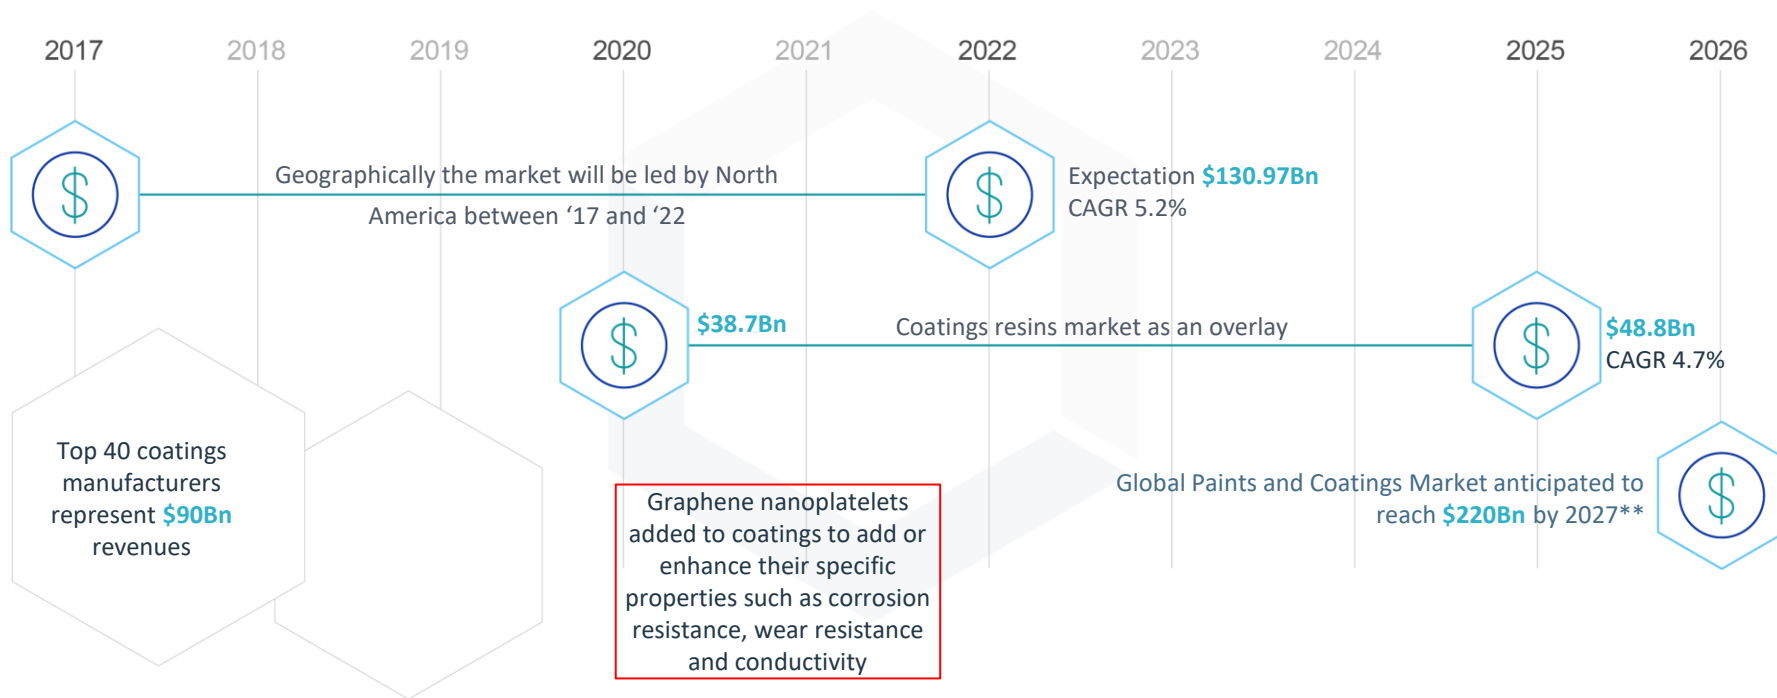 2017 2018 2019 2020 2021 2022 2023 2024 2025 2026
Geographically the market will be led by North
America between ‘17 and ‘22
Expectation $130.97Bn
CAGR 5.2%
$38.7Bn
Coatings resins market as an overlay
$48.8Bn
CAGR 4.7%
Top 40 coatings
manufacturers
represent $90Bn
revenues
Graphene nanoplatelets
added to coatings to add or
enhance their specific
properties such as corrosion
resistance, wear resistance
and conductivity
Global Paints and Coatings Market anticipated to
reach $220Bn by 2027**